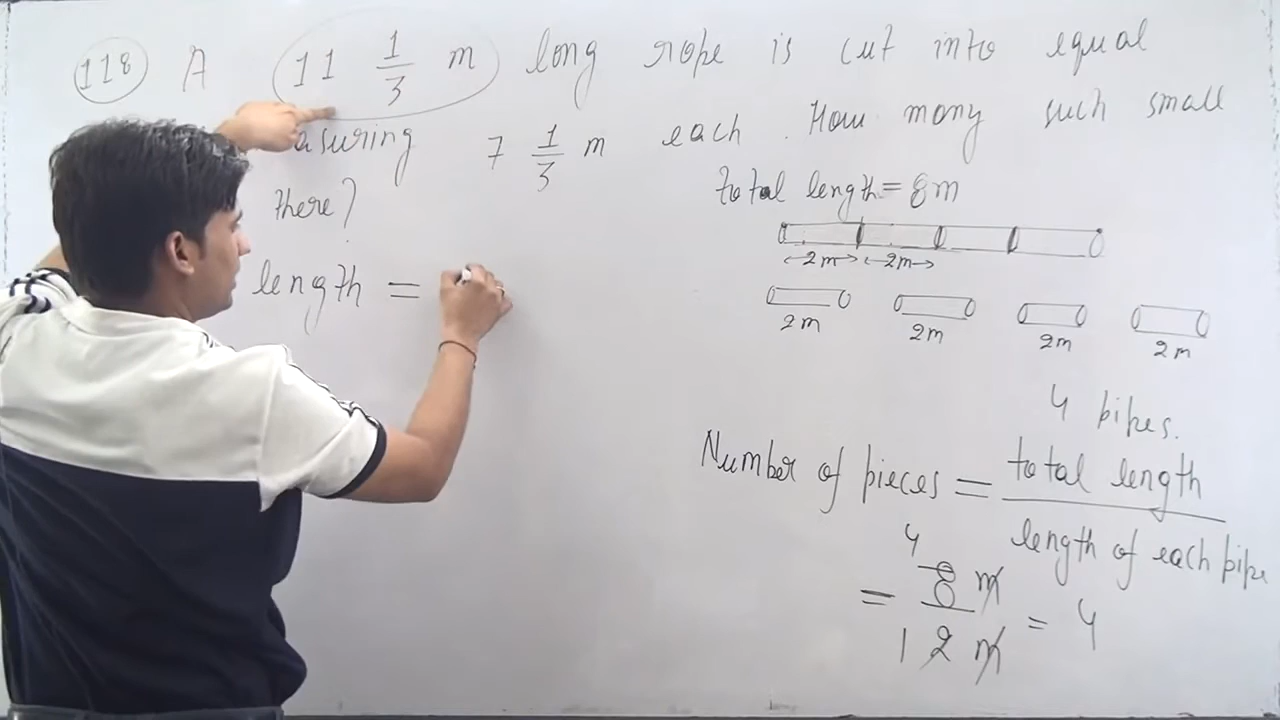 118 A 11 1/3 m long rope is cut into equal
asuring 7 1/3 m each. How many such small
there?
total length = 8m
2m 2m
2m 2m 2m 2m
length =
4 pipes.
Number of pieces = total length / length of each pipe
= 4 8 m / 1 2 m = 4